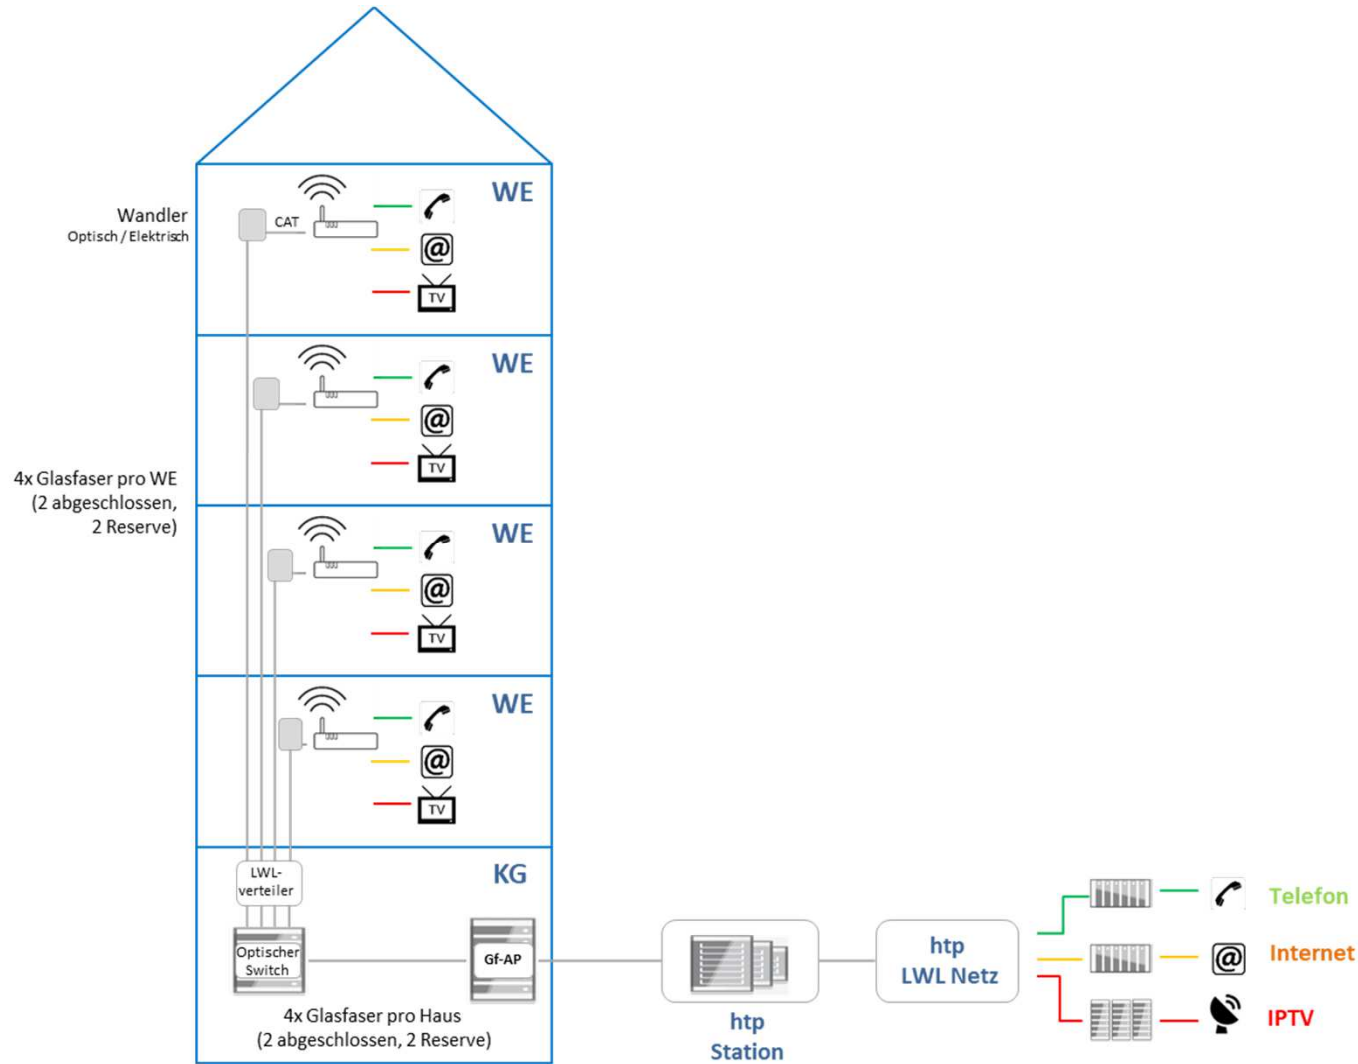 WE
Wandler
Optisch / Elektrisch
CAT
@
TV
WE
@
TV
4x Glasfaser pro WE
(2 abgeschlossen,
2 Reserve)
WE
@
TV
WE
@
TV
KG
LWL-
verteiler
Optischer
Switch
Gf-AP
4x Glasfaser pro Haus
(2 abgeschlossen, 2 Reserve)
htp
Station
htp
LWL Netz
Telefon
@
Internet
IPTV